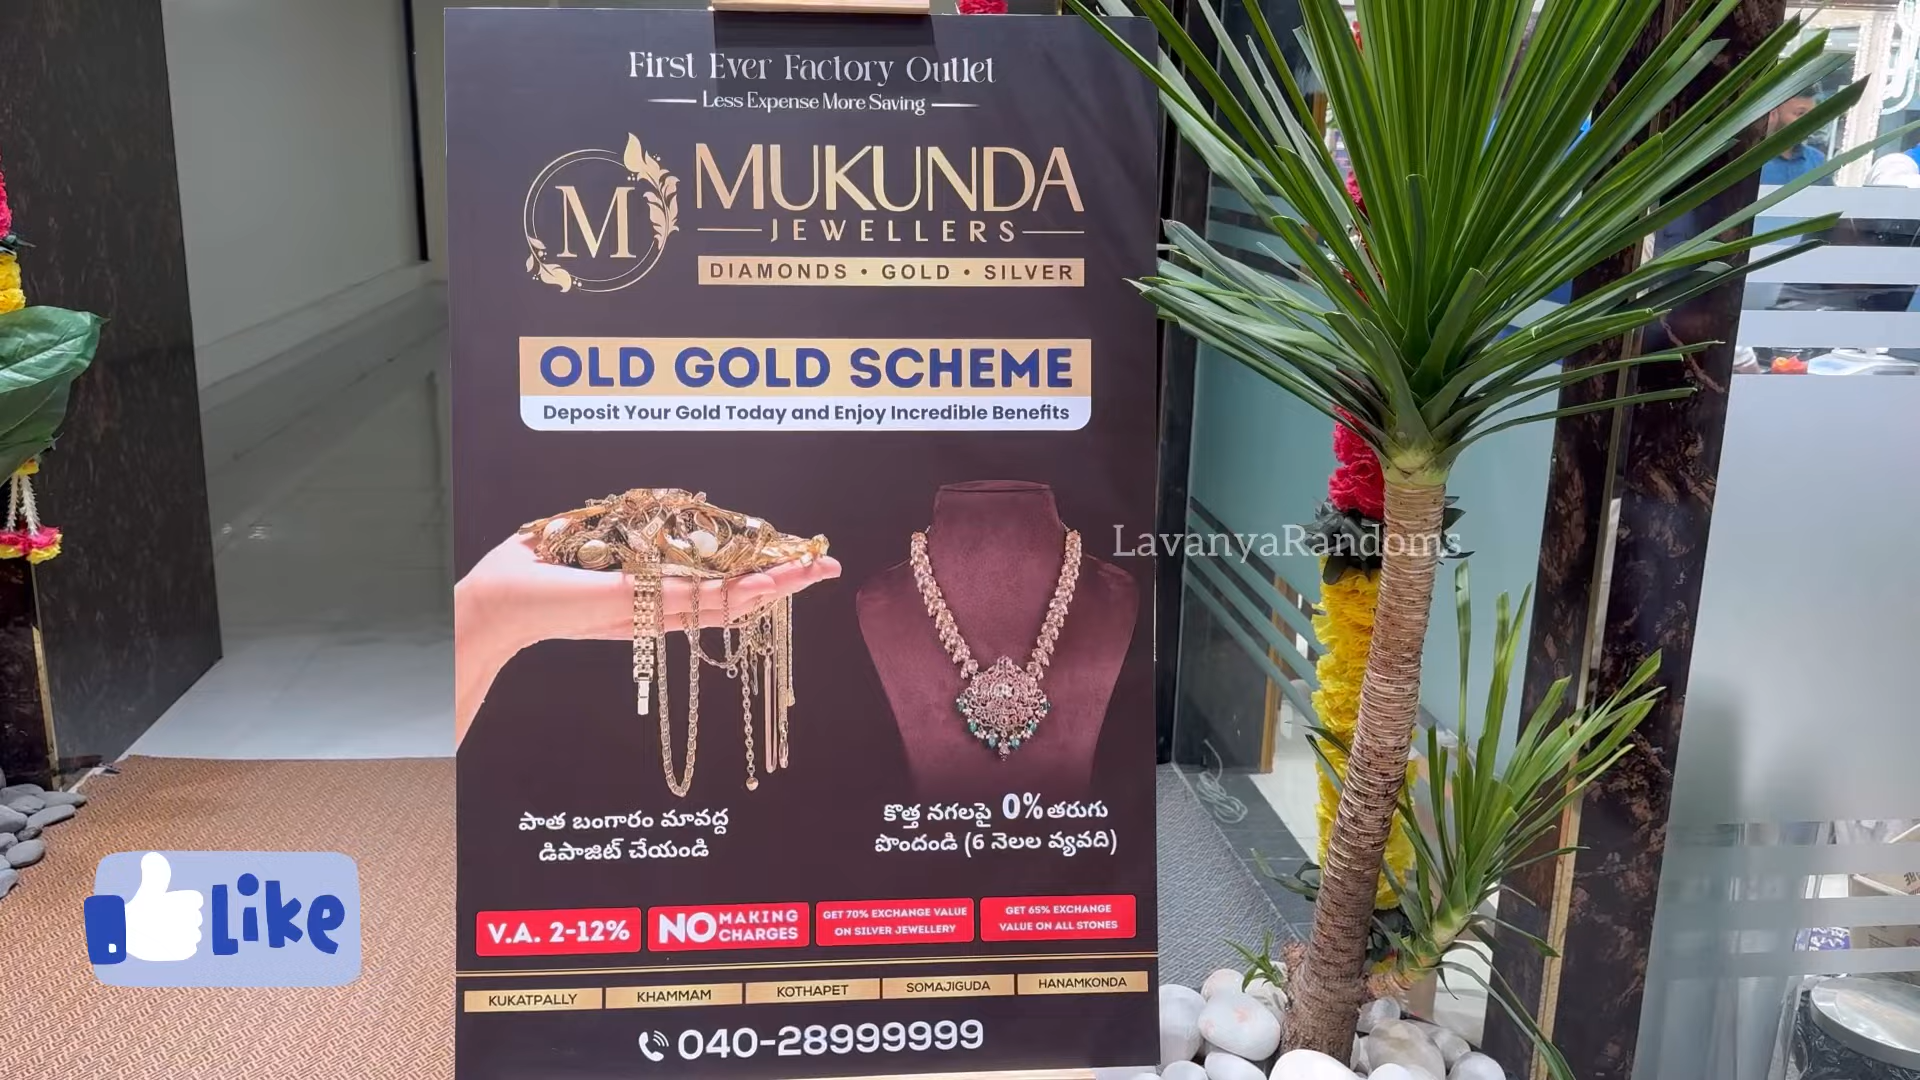 First Ever Factory Outlet
Less Expense More Saving
M
MUKUNDA
JEWELLERS
DIAMONDS • GOLD • SILVER
OLD GOLD SCHEME
Deposit Your Gold Today and Enjoy Incredible Benefits
LavanyaRandoms
పాత బంగారం మావద్ద
డిపాజిట్ చేయండి
కొత్త నగలపై 0% తరుగు
పొందండి (6 నెలల వ్యవది)
V.A. 2-12%
NO MAKING CHARGES
GET 70% EXCHANGE VALUE
ON SILVER JEWELLERY
GET 65% EXCHANGE
VALUE ON ALL STONES
like
KUKATPALLY
KHAMMAM
KOTHAPET
SOMAJIGUDA
HANAMKONDA
040-28999999